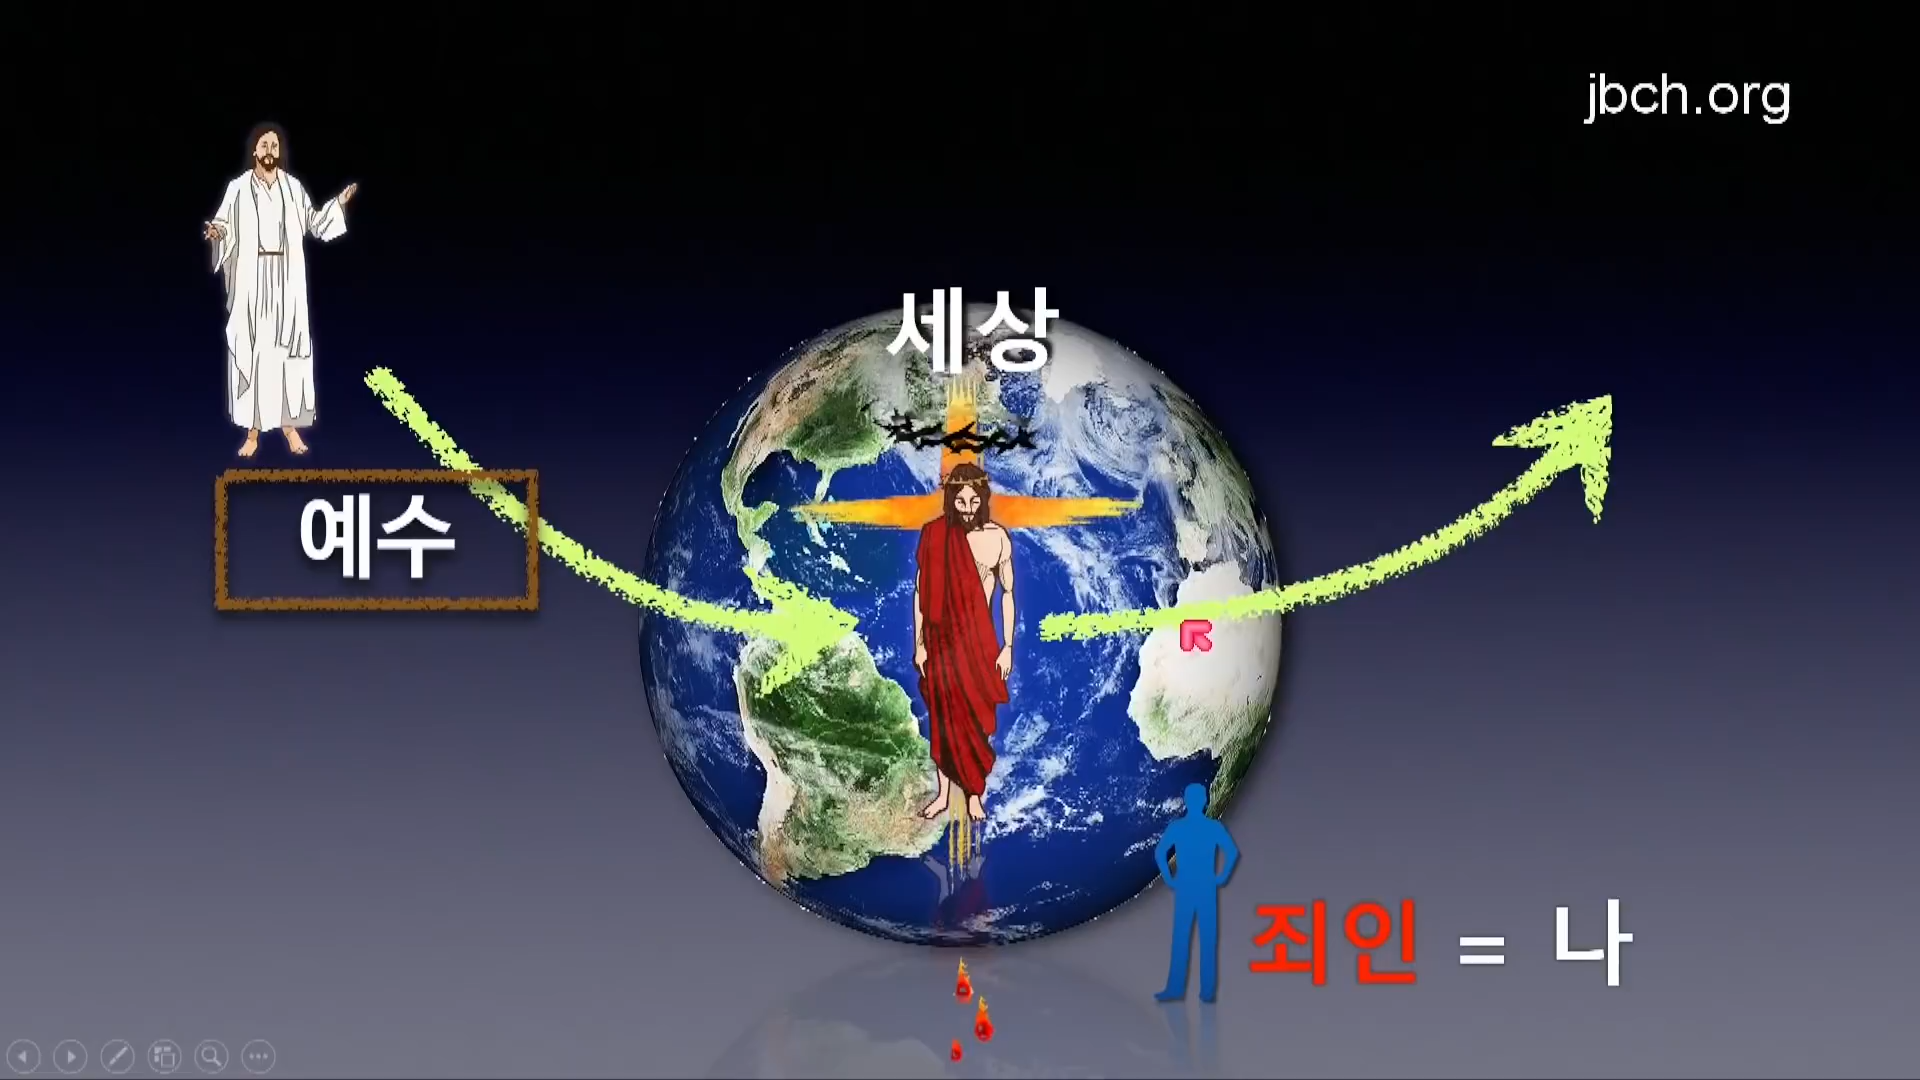 jbch.org
세상
예수
죄인 = 나